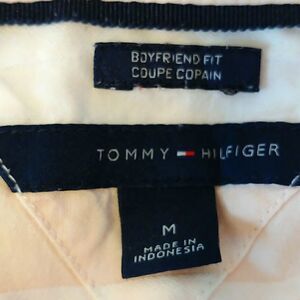 BOYFRIEND FIT
COUPE COPAIN
TOMMY HILFIGER
M
MADE IN
INDONESIA